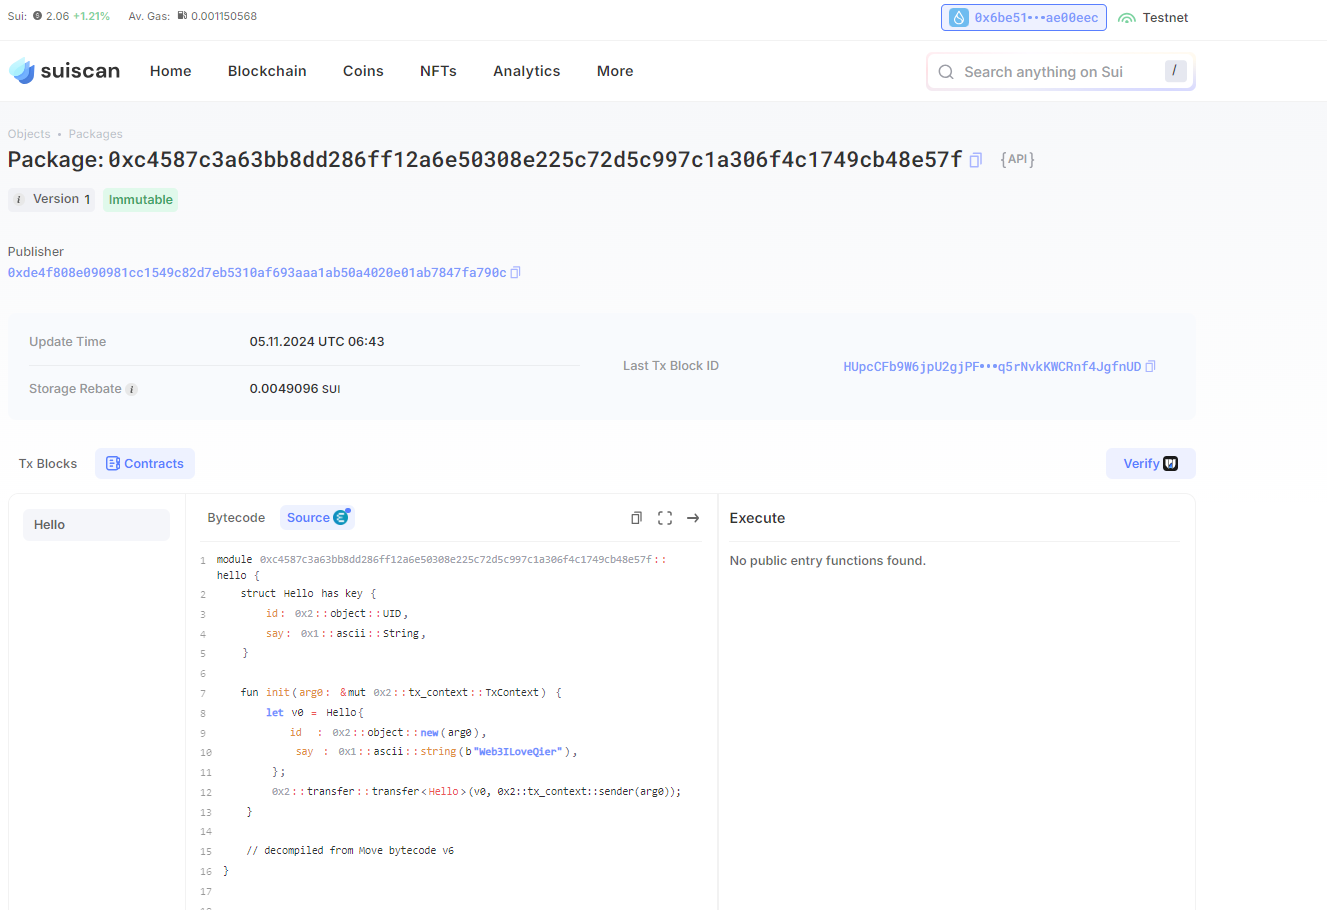 Sui: 2.06 +1.21% Av. Gas: 0.001150568
0x6be51•••ae00eec Testnet
suiscan Home Blockchain Coins NFTs Analytics More Search anything on Sui /
Objects • Packages
Package: 0xc4587c3a63bb8dd286ff12a6e50308e225c72d5c997c1a306f4c1749cb48e57f {API}
i Version 1 Immutable
Publisher
0xde4f808e090981cc1549c82d7eb5310af693aaa1ab50a4020e01ab7847fa790c
Update Time 05.11.2024 UTC 06:43
Last Tx Block ID HUpcCFb9W6jpU2gjPF•••q5rNvkKWCRnf4JgfnUD
Storage Rebate i 0.0049096 SUI
Tx Blocks Contracts Verify
Hello
Bytecode Source
1 module 0xc4587c3a63bb8dd286ff12a6e50308e225c72d5c997c1a306f4c1749cb48e57f::
hello {
2 struct Hello has key {
3 id: 0x2::object::UID,
4 say: 0x1::ascii::String,
5 }
6
7 fun init(arg0: &mut 0x2::tx_context::TxContext) {
8 let v0 = Hello{
9 id : 0x2::object::new(arg0),
10 say : 0x1::ascii::string(b"Web3ILoveQier"),
11 };
12 0x2::transfer::transfer<Hello>(v0, 0x2::tx_context::sender(arg0));
13 }
14
15 // decompiled from Move bytecode v6
16 }
17
Execute
No public entry functions found.